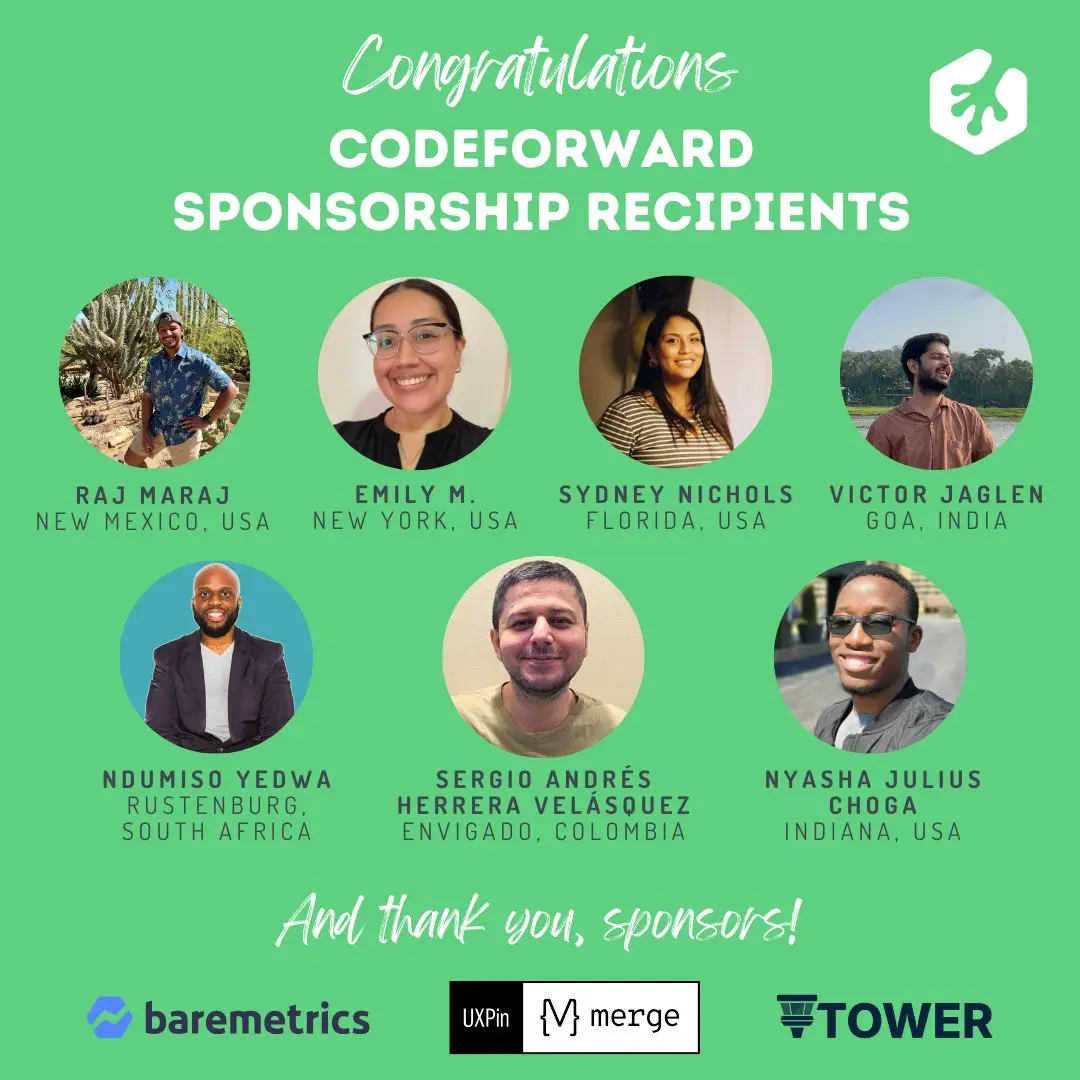 Congratulations
CODEFORWARD
SPONSORSHIP RECIPIENTS
RAJ MARAJ
NEW MEXICO, USA
EMILY M.
NEW YORK, USA
SYDNEY NICHOLS
FLORIDA, USA
VICTOR JAGLEN
GOA, INDIA
NDUMISO YEDWA
RUSTENBURG,
SOUTH AFRICA
SERGIO ANDRÉS
HERRERA VELÁSQUEZ
ENVIGADO, COLOMBIA
NYASHA JULIUS
CHOGA
INDIANA, USA
And thank you, sponsors!
baremetrics
UXPin {M} merge
TOWER